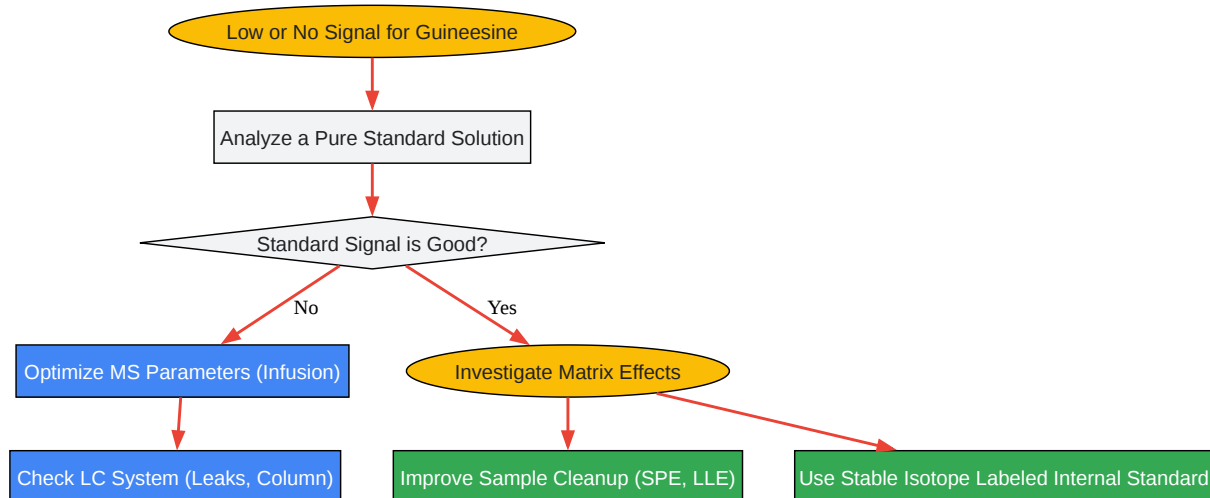 Low or No Signal for Guineesine
Analyze a Pure Standard Solution
Standard Signal is Good?
No
Yes
Optimize MS Parameters (Infusion)
Investigate Matrix Effects
Check LC System (Leaks, Column)
Improve Sample Cleanup (SPE, LLE)
Use Stable Isotope Labeled Internal Standard